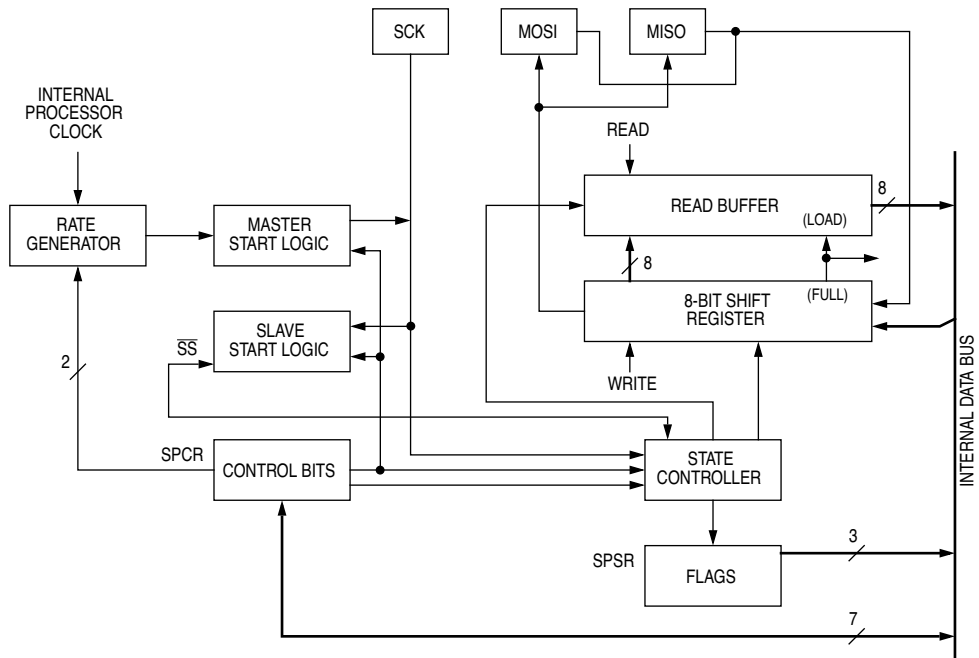 SCK
MOSI
MISO
INTERNAL
PROCESSOR
CLOCK
READ
RATE
GENERATOR
MASTER
START LOGIC
READ BUFFER
(LOAD)
8
8
8-BIT SHIFT
REGISTER
(FULL)
SS
SLAVE
START LOGIC
2
WRITE
SPCR
CONTROL BITS
STATE
CONTROLLER
INTERNAL DATA BUS
SPSR
FLAGS
3
7